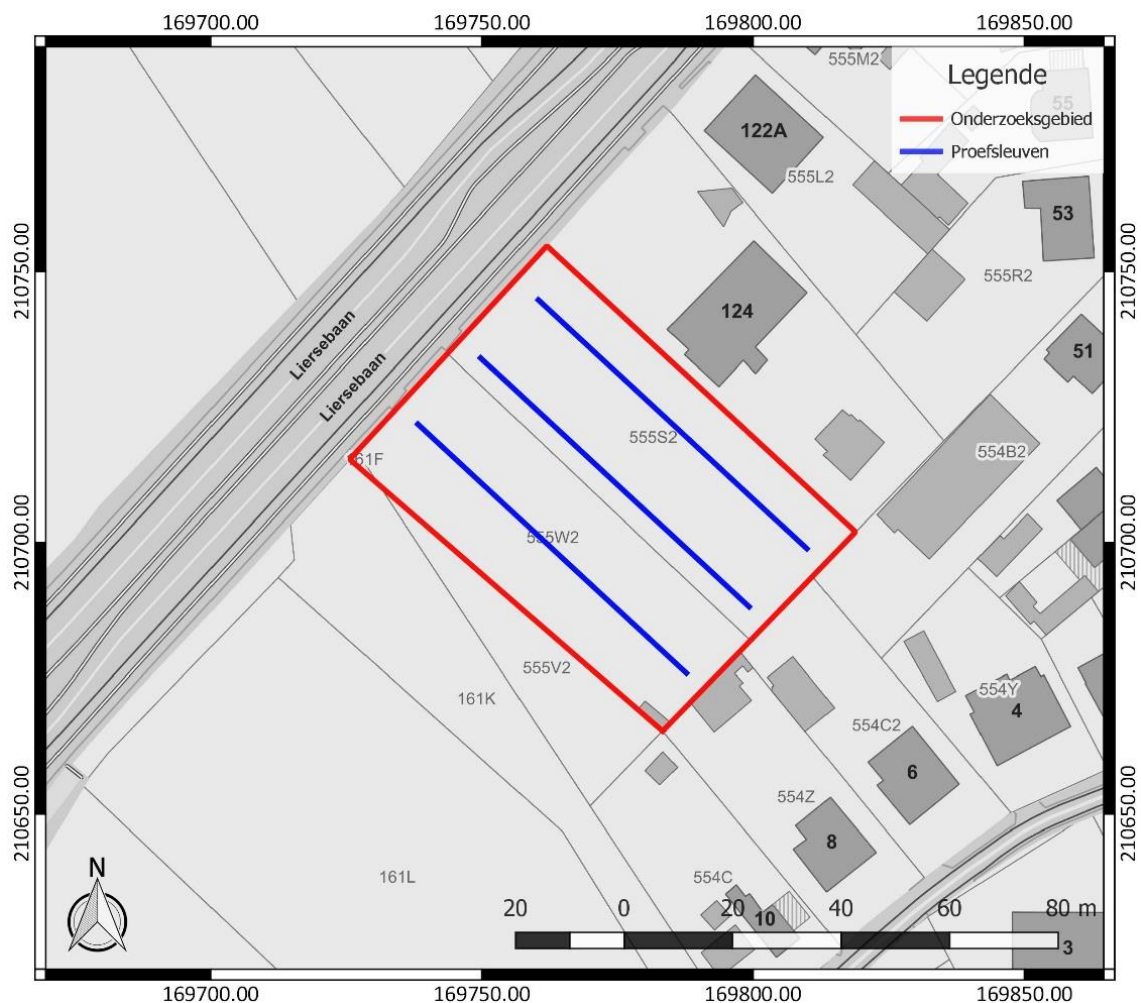 169700.00 169750.00 169800.00 169850.00
555M2
Legende
55
Onderzoeksgebied
Proefsleuven
122A
555L2
53
210750.00
210750.00
555R2
124
51
Liersebaan
Liersebaan
555S2
554B2
61F
210700.00
555W2
210700.00
555V2
161K
554Y
4
554C2
6
554Z
210650.00
210650.00
8
N
161L
554C
10
20 0 20 40 60 80 m
3
169700.00 169750.00 169800.00 169850.00